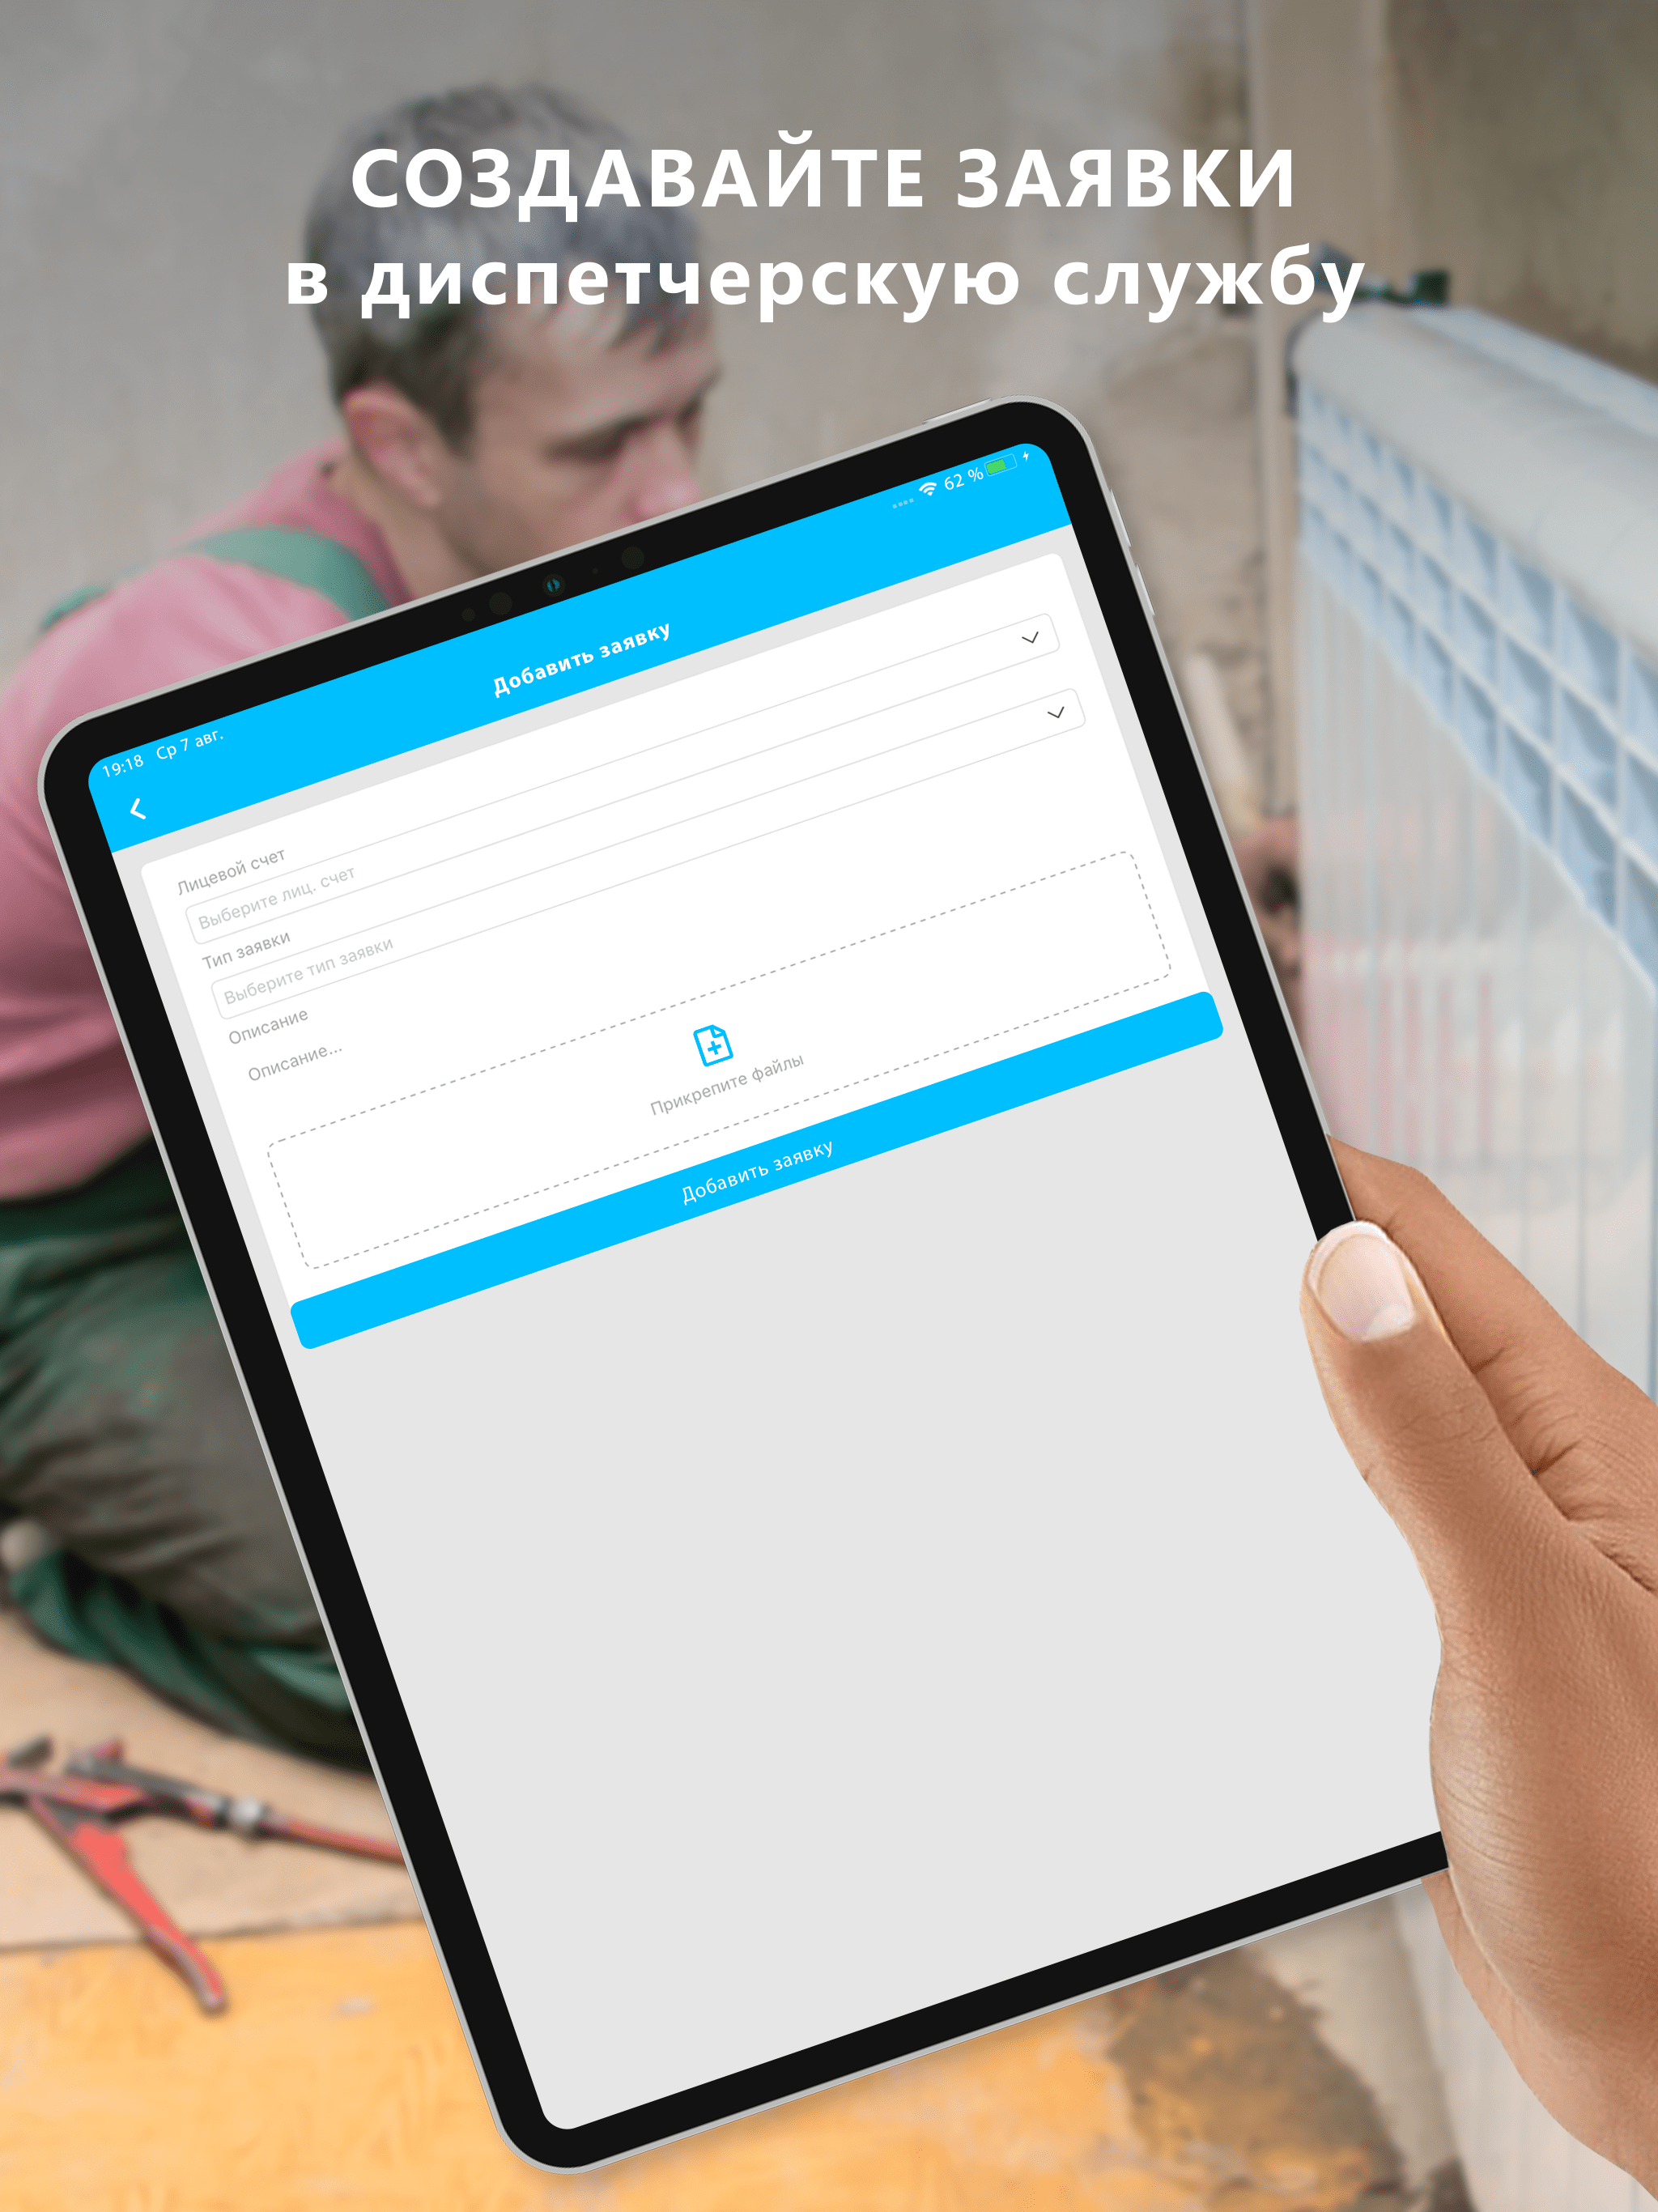 СОЗДАВАЙТЕ ЗАЯВКИ
в диспетчерскую службу
19:18 Ср 7 авг.
62 %
Добавить заявку
Лицевой счет
Выберите лиц. счет
Тип заявки
Выберите тип заявки
Описание
Описание...
Прикрепите файлы
Добавить заявку